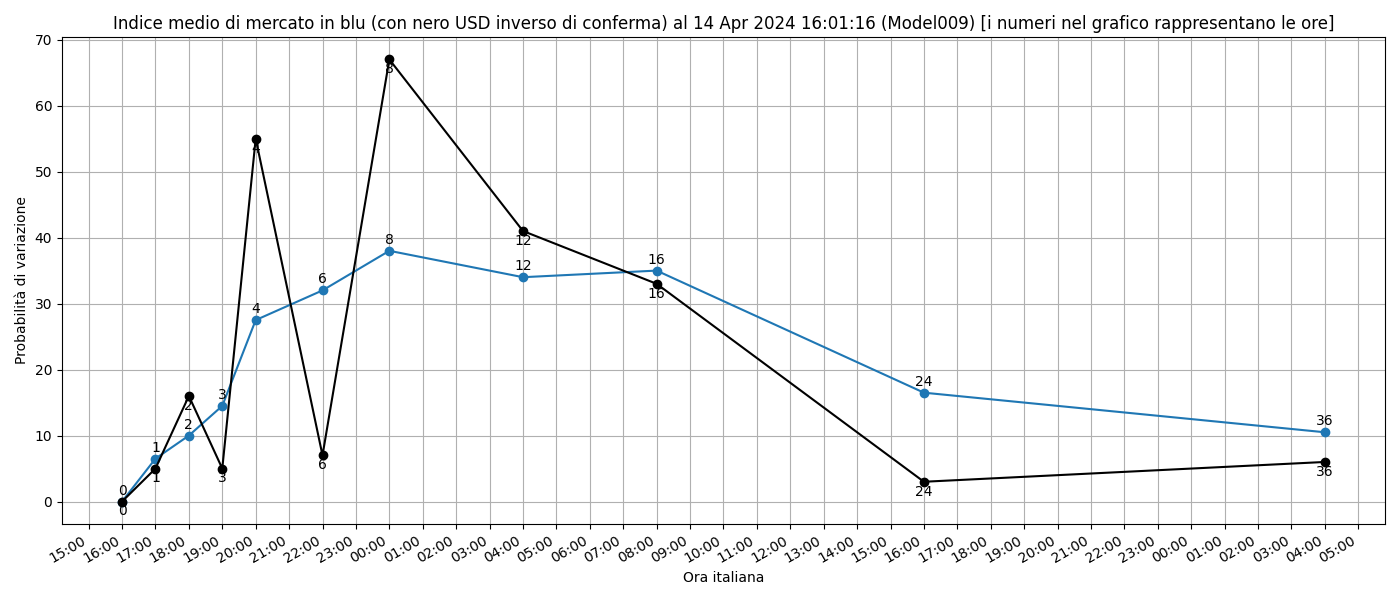 Indice medio di mercato in blu (con nero USD inverso di conferma) al 14 Apr 2024 16:01:16 (Model009) [i numeri nel grafico rappresentano le ore]
Probabilità di variazione
70
60
50
40
30
20
10
0
0 1 2 3 4 6 8 12 16 24 36
0 1 2 3 4 6 8 12 16 24 36
15:00 16:00 17:00 18:00 19:00 20:00 21:00 22:00 23:00 00:00 01:00 02:00 03:00 04:00 05:00 06:00 07:00 08:00 09:00 10:00 11:00 12:00 13:00 14:00 15:00 16:00 17:00 18:00 19:00 20:00 21:00 22:00 23:00 00:00 01:00 02:00 03:00 04:00 05:00
Ora italiana